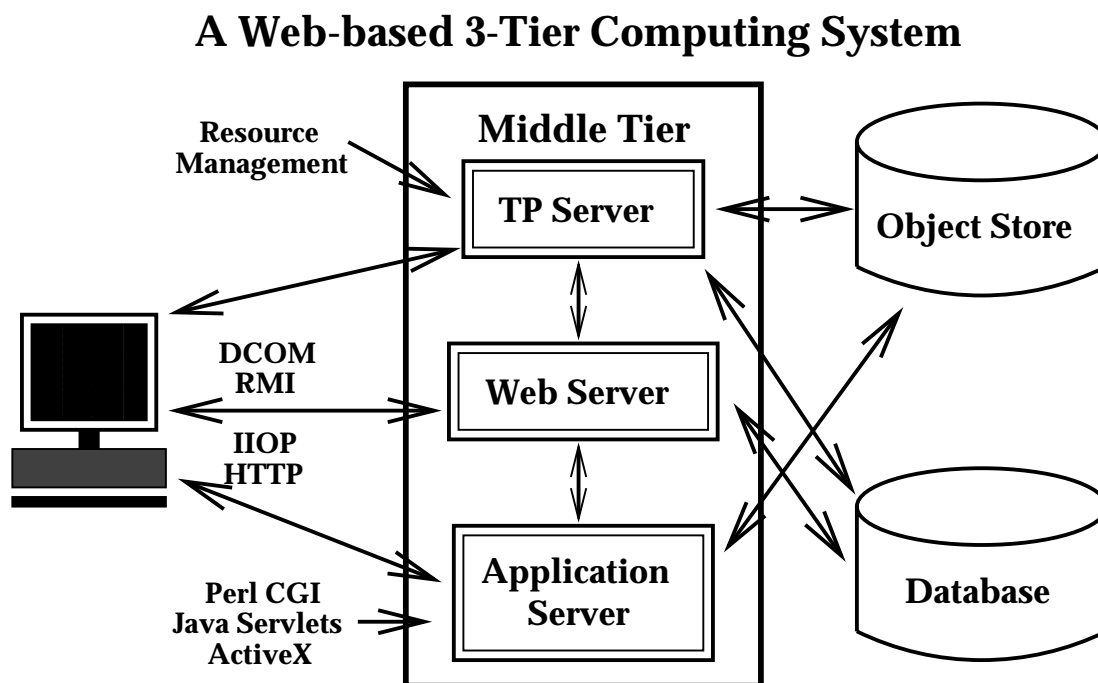 A Web-based 3-Tier Computing System
Resource
Management
Middle Tier
TP Server
Object Store
DCOM
RMI
Web Server
IIOP
HTTP
Application
Server
Database
Perl CGI
Java Servlets
ActiveX